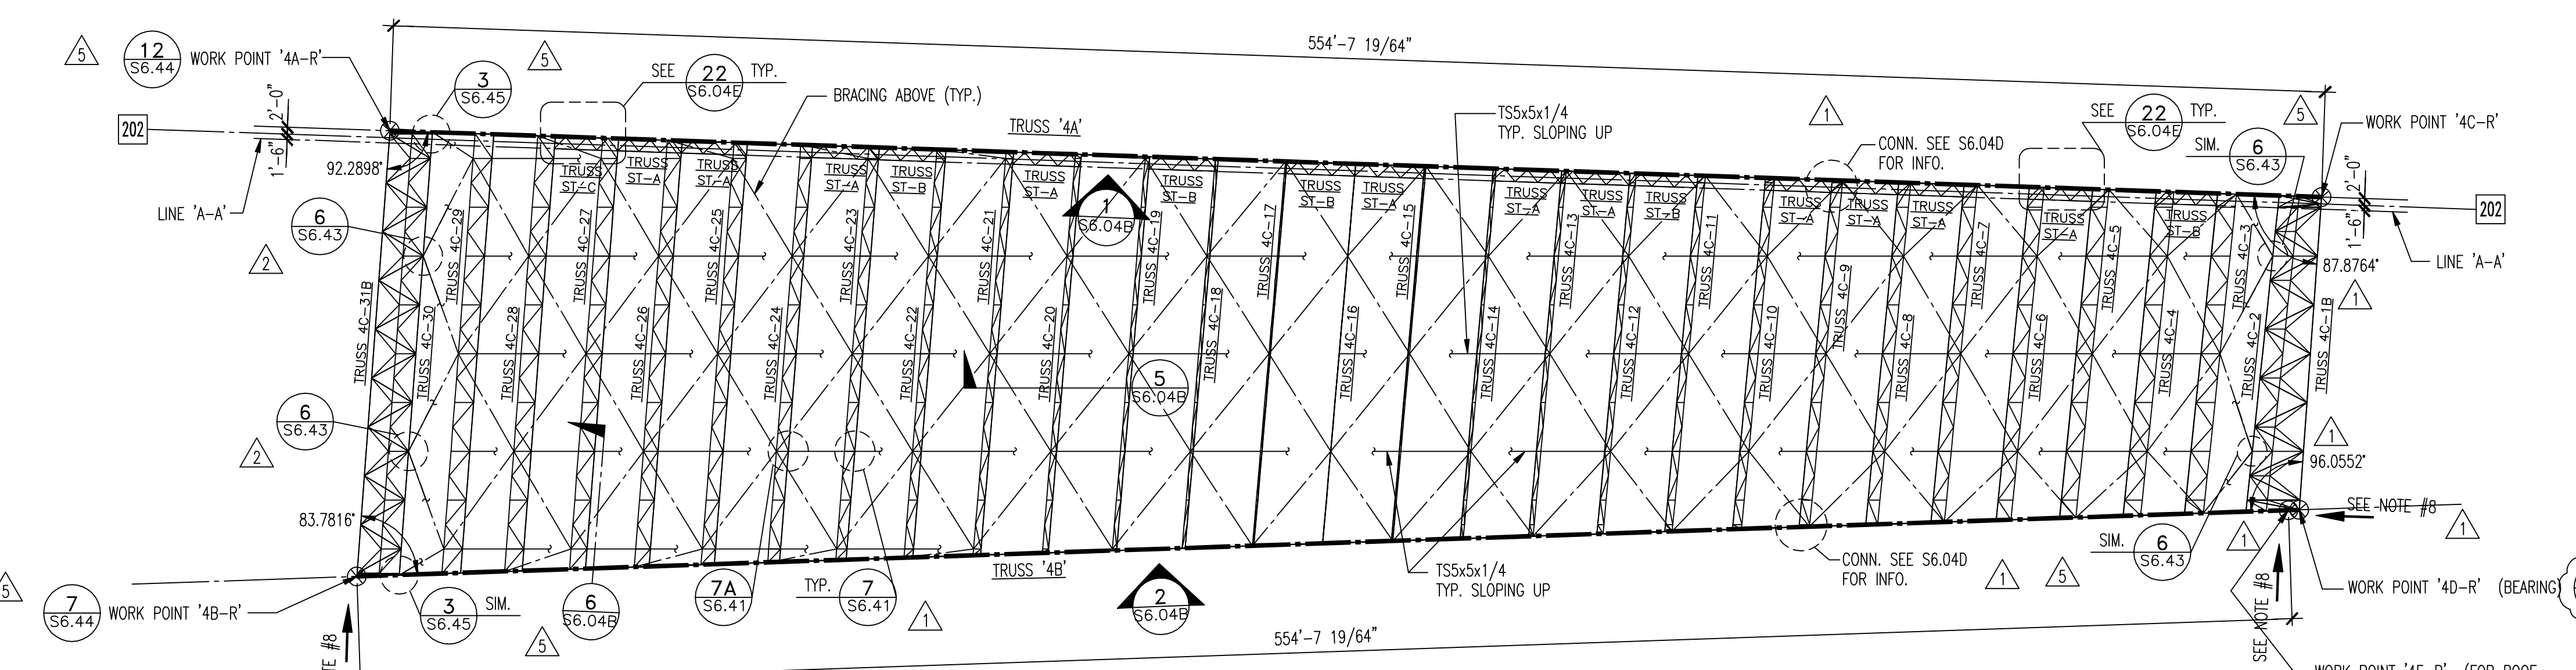 554'-7 19/64"
5
12
S6.44
WORK POINT '4A-R'
3
S6.45
5
SEE
22
S6.04E
TYP.
BRACING ABOVE (TYP.)
TRUSS '4A'
TS5x5x1/4
TYP. SLOPING UP
1
CONN. SEE S6.04D
FOR INFO.
SEE
22
S6.04E
TYP.
5
SIM.
6
S6.43
WORK POINT '4C-R'
202
2'-0"
1'-6"
92.2898°
LINE 'A-A'
TRUSS
ST-C
TRUSS
ST-A
TRUSS
ST-A
TRUSS
ST-A
TRUSS
ST-B
TRUSS
ST-A
1
S6.04B
TRUSS
ST-B
TRUSS
ST-B
TRUSS
ST-A
TRUSS
ST-A
TRUSS
ST-A
TRUSS
ST-B
TRUSS
ST-A
TRUSS
ST-A
TRUSS
ST-A
TRUSS
ST-A
TRUSS
ST-B
2'-0"
1'-6"
202
LINE 'A-A'
87.8764°
1
6
S6.43
2
TRUSS 4C-31B
TRUSS 4C-30
TRUSS 4C-29
TRUSS 4C-28
TRUSS 4C-27
TRUSS 4C-26
TRUSS 4C-25
TRUSS 4C-24
TRUSS 4C-23
TRUSS 4C-22
TRUSS 4C-21
TRUSS 4C-20
TRUSS 4C-19
TRUSS 4C-18
TRUSS 4C-17
TRUSS 4C-16
TRUSS 4C-15
TRUSS 4C-14
TRUSS 4C-13
TRUSS 4C-12
TRUSS 4C-11
TRUSS 4C-10
TRUSS 4C-9
TRUSS 4C-8
TRUSS 4C-7
TRUSS 4C-6
TRUSS 4C-5
TRUSS 4C-4
TRUSS 4C-3
TRUSS 4C-2
TRUSS 4C-1B
5
S6.04B
6
S6.43
2
1
96.0552°
83.7816°
SEE NOTE #8
1
5
7
S6.44
WORK POINT '4B-R'
3
S6.45
SIM.
5
6
S6.04B
7A
S6.41
TYP.
7
S6.41
1
TRUSS '4B'
2
S6.04B
TS5x5x1/4
TYP. SLOPING UP
CONN. SEE S6.04D
FOR INFO.
1
5
SIM.
6
S6.43
1
SEE NOTE #8
WORK POINT '4D-R' (BEARING)
#8
554'-7 19/64"